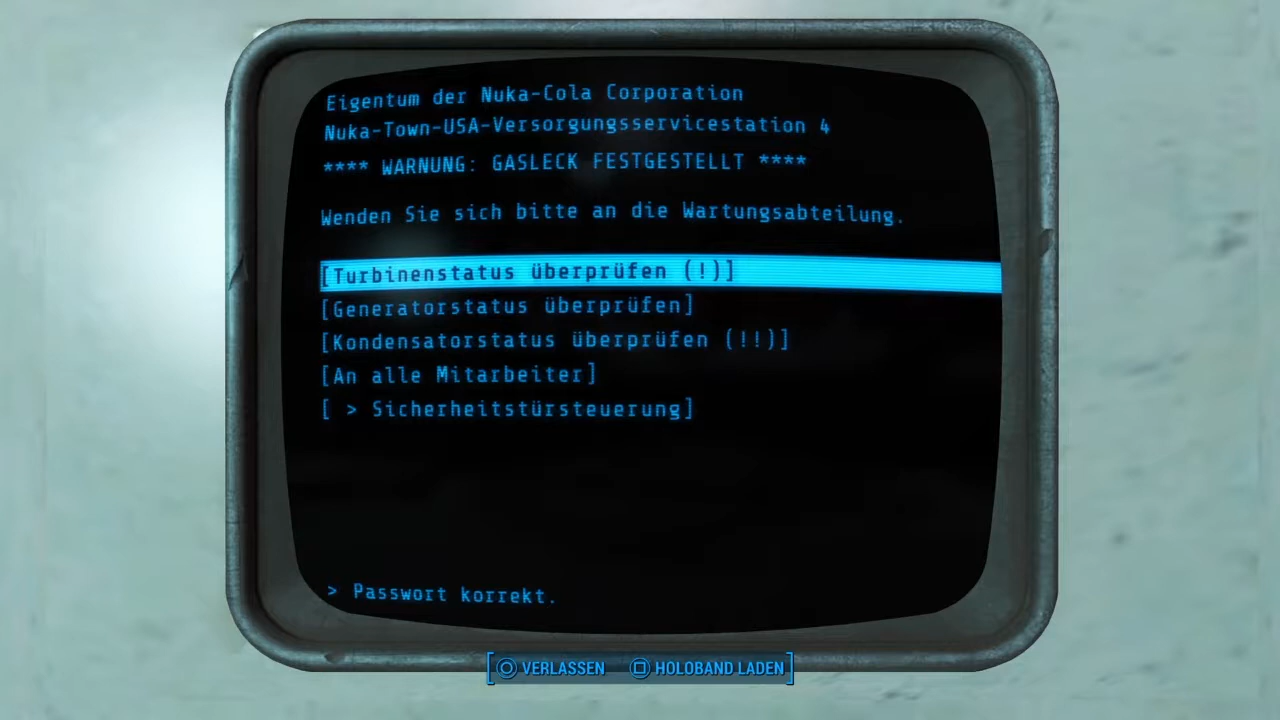 Eigentum der Nuka-Cola Corporation
Nuka-Town-USA-Versorgungsservicestation 4
**** WARNUNG: GASLECK FESTGESTELLT ****
Wenden Sie sich bitte an die Wartungsabteilung.
[Turbinenstatus überprüfen (!)]
[Generatorstatus überprüfen]
[Kondensatorstatus überprüfen (!!)]
[An alle Mitarbeiter]
[ > Sicherheitstürsteuerung]
> Passwort korrekt.
VERLASSEN HOLOBAND LADEN